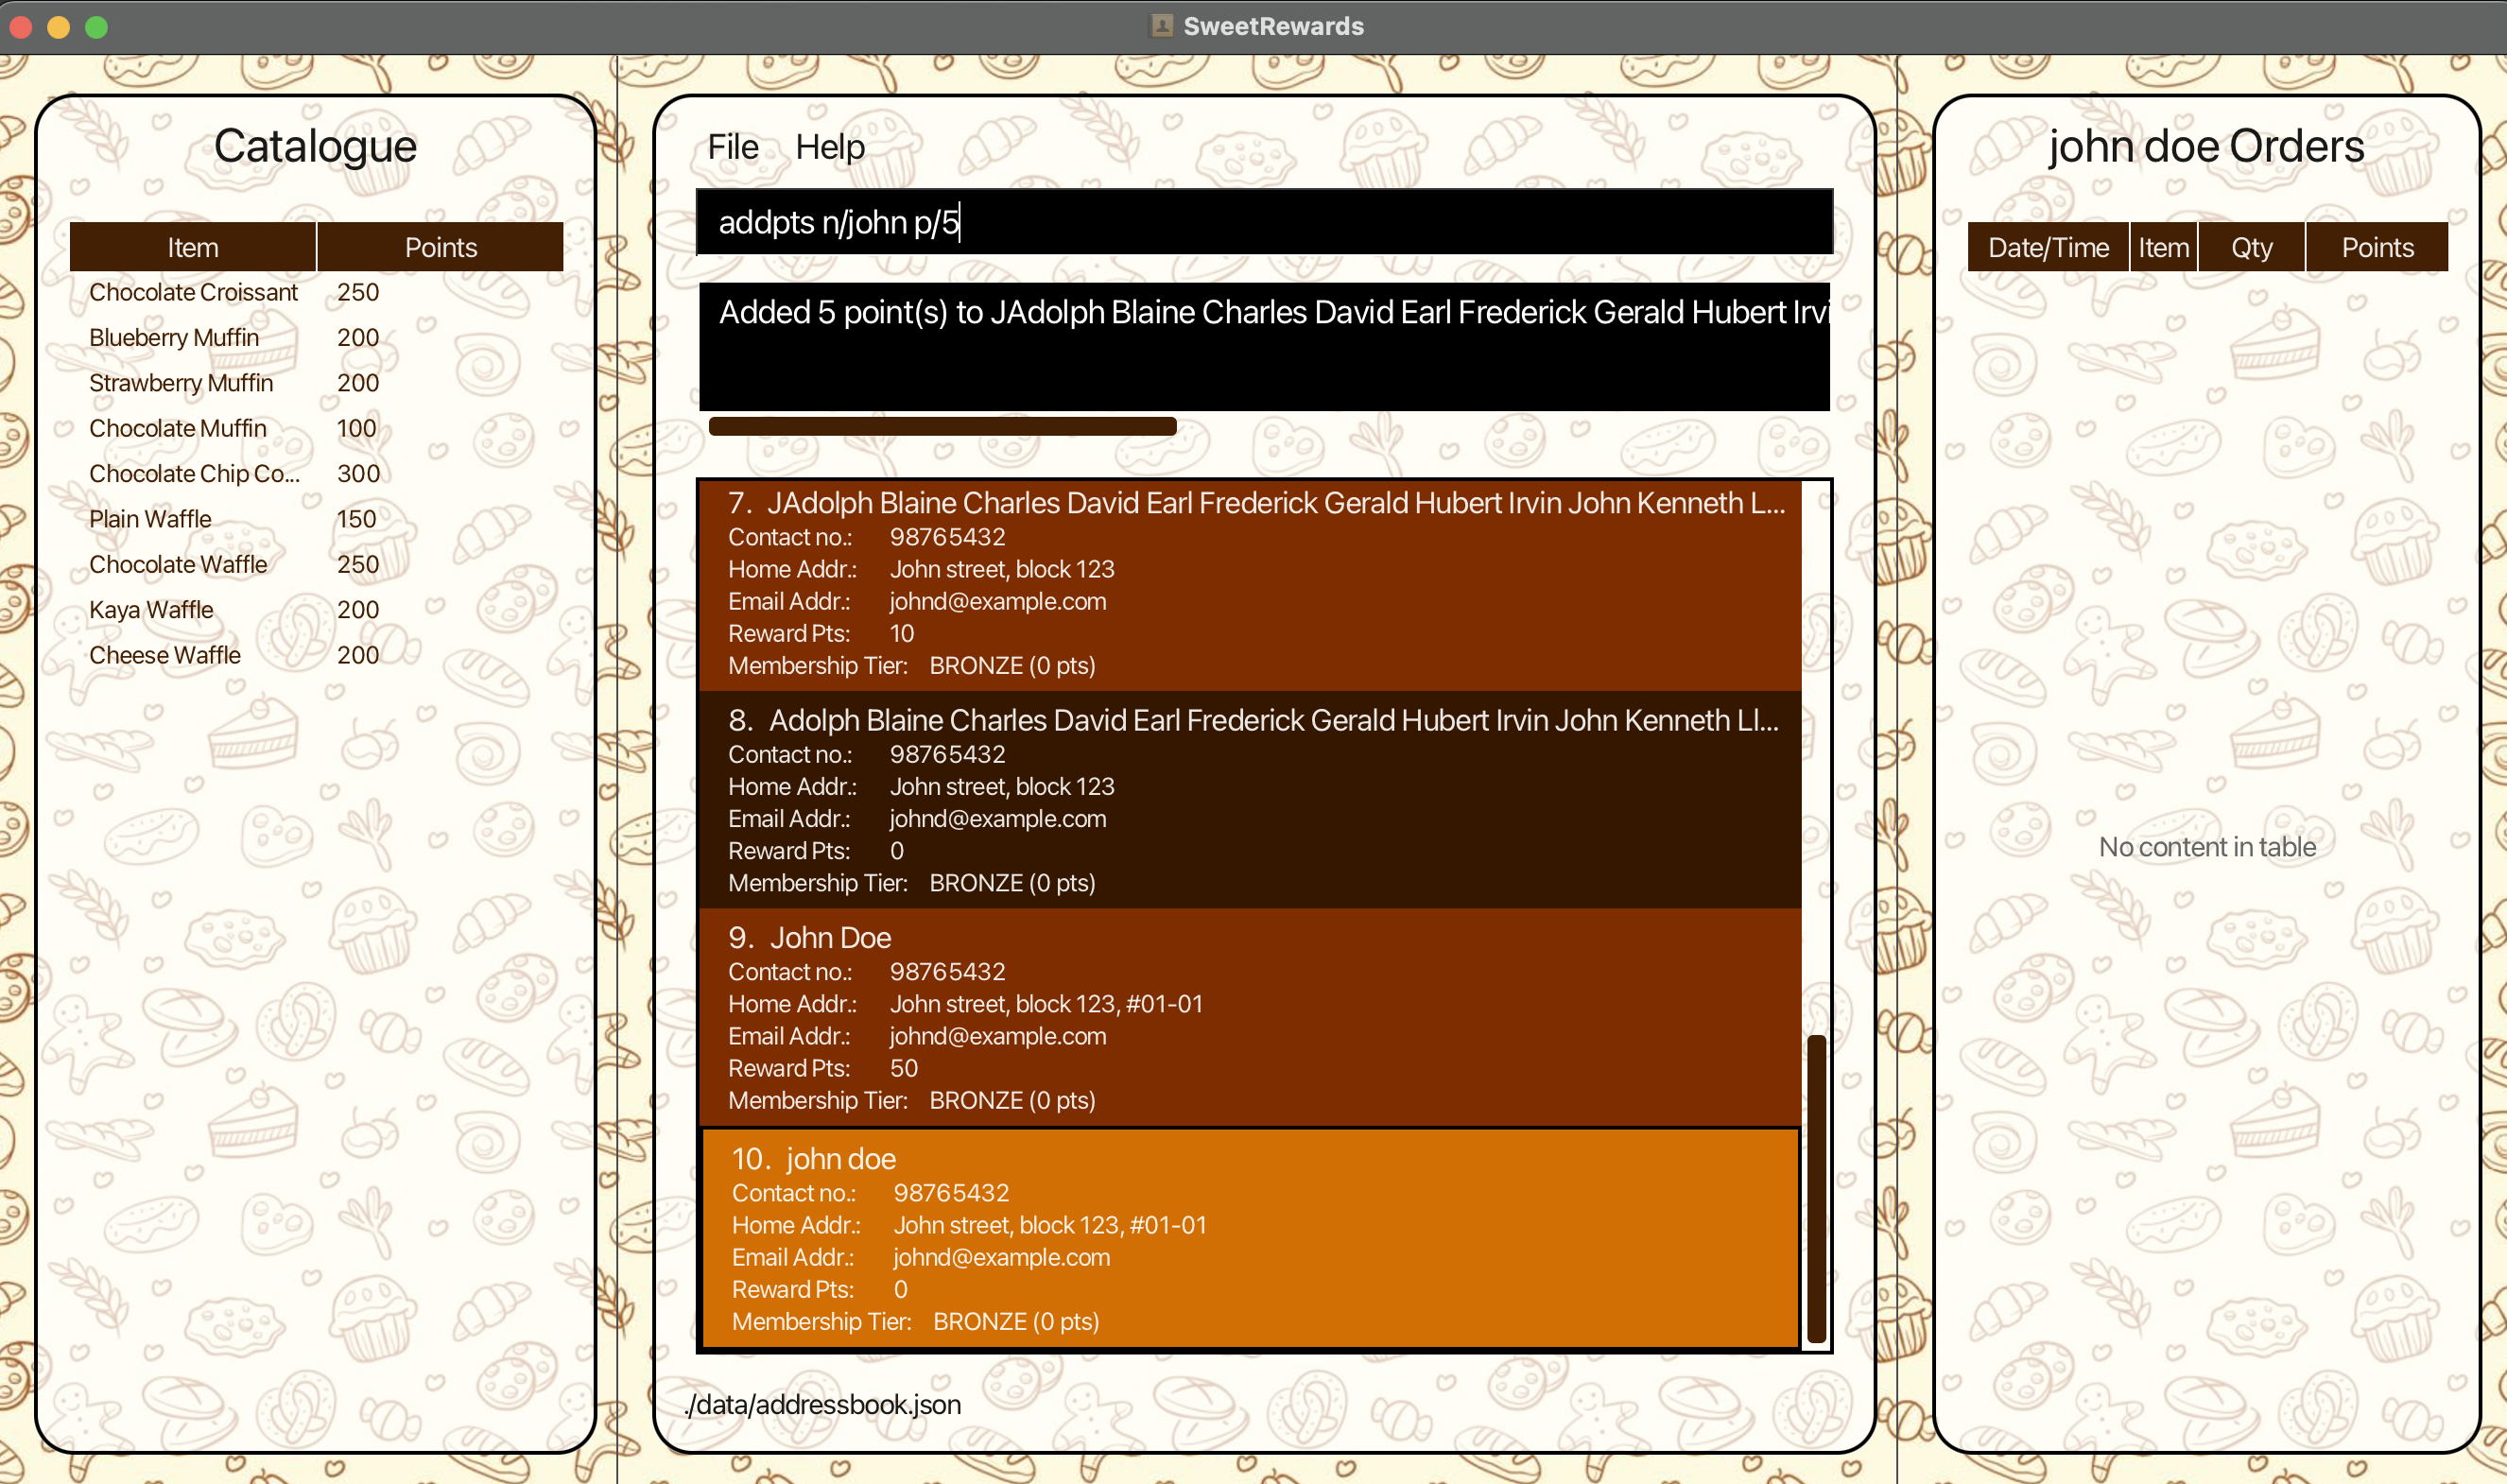 SweetRewards
Catalogue
Item Points
Chocolate Croissant 250
Blueberry Muffin 200
Strawberry Muffin 200
Chocolate Muffin 100
Chocolate Chip Co... 300
Plain Waffle 150
Chocolate Waffle 250
Kaya Waffle 200
Cheese Waffle 200
File Help
addpts n/john p/5
Added 5 point(s) to JAdolph Blaine Charles David Earl Frederick Gerald Hubert Irvi
7. JAdolph Blaine Charles David Earl Frederick Gerald Hubert Irvin John Kenneth L...
Contact no.: 98765432
Home Addr.: John street, block 123
Email Addr.: johnd@example.com
Reward Pts: 10
Membership Tier: BRONZE (0 pts)
8. Adolph Blaine Charles David Earl Frederick Gerald Hubert Irvin John Kenneth Ll...
Contact no.: 98765432
Home Addr.: John street, block 123
Email Addr.: johnd@example.com
Reward Pts: 0
Membership Tier: BRONZE (0 pts)
9. John Doe
Contact no.: 98765432
Home Addr.: John street, block 123, #01-01
Email Addr.: johnd@example.com
Reward Pts: 50
Membership Tier: BRONZE (0 pts)
10. john doe
Contact no.: 98765432
Home Addr.: John street, block 123, #01-01
Email Addr.: johnd@example.com
Reward Pts: 0
Membership Tier: BRONZE (0 pts)
./data/addressbook.json
john doe Orders
Date/Time Item Qty Points
No content in table